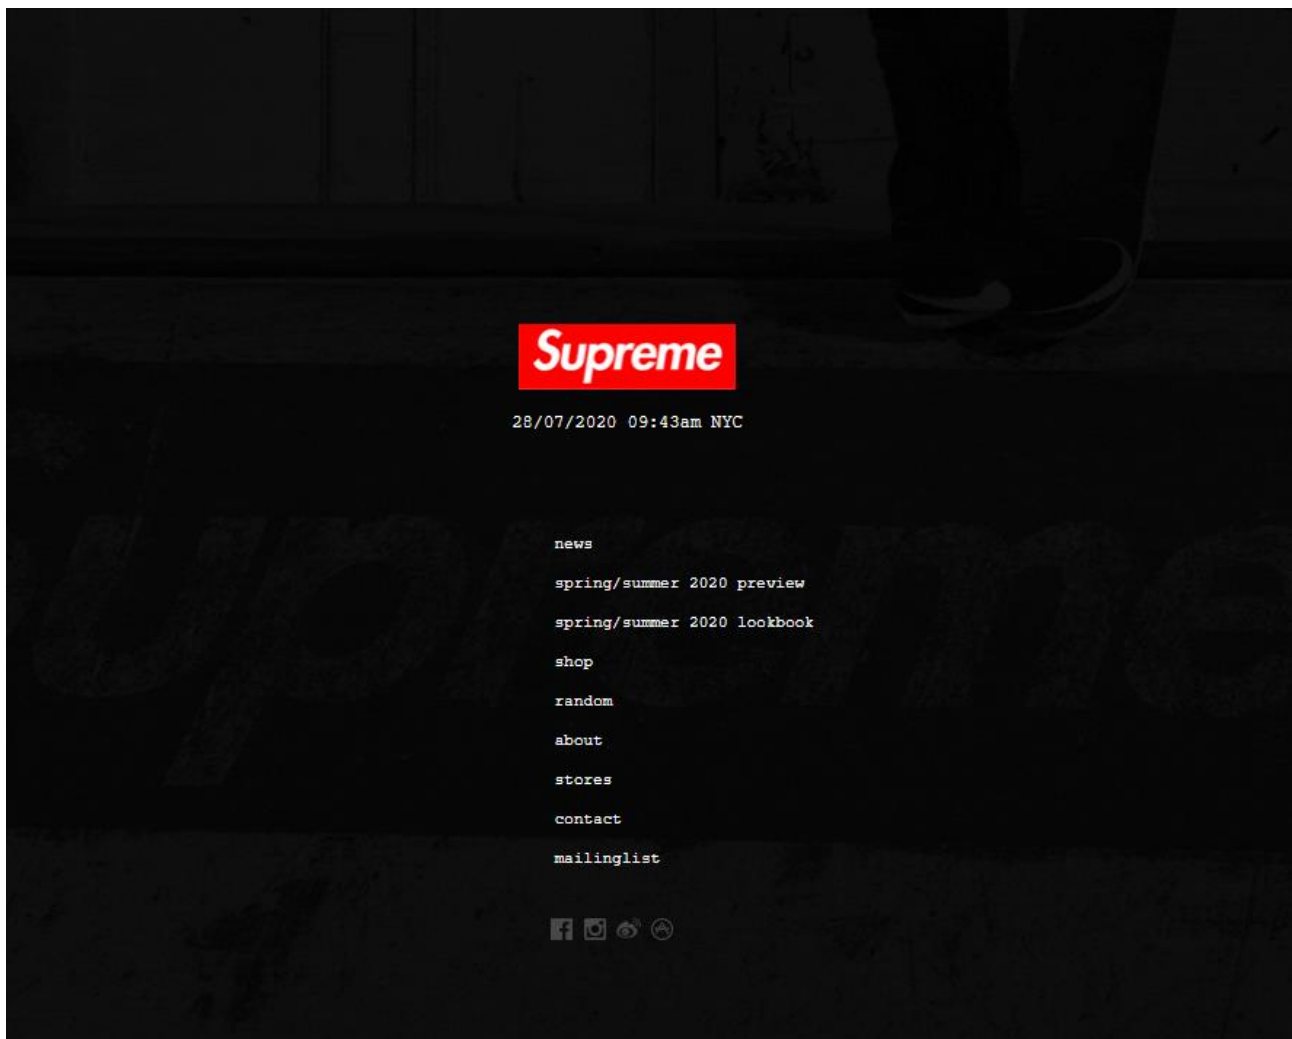 Supreme
28/07/2020 09:43am NYC
news
spring/summer 2020 preview
spring/summer 2020 lookbook
shop
random
about
stores
contact
mailinglist
Supreme